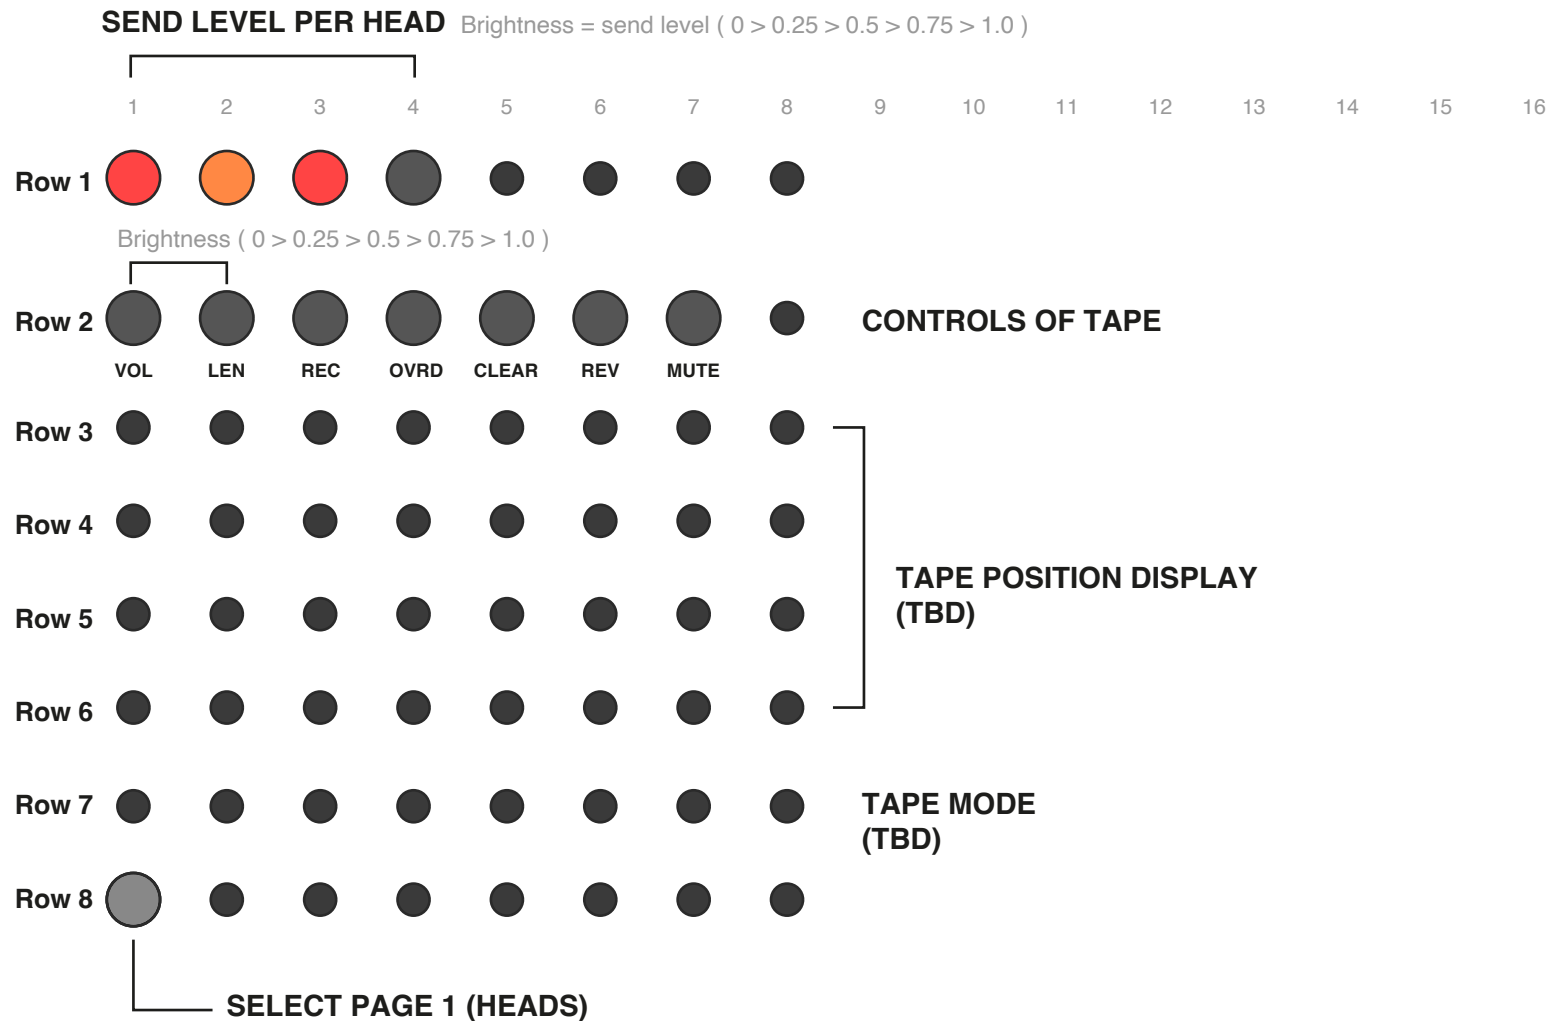 SEND LEVEL PER HEAD Brightness = send level ( 0 > 0.25 > 0.5 > 0.75 > 1.0 )
1 2 3 4 5 6 7 8 9 10 11 12 13 14 15 16
Row 1
Brightness ( 0 > 0.25 > 0.5 > 0.75 > 1.0 )
Row 2 CONTROLS OF TAPE
VOL LEN REC OVRD CLEAR REV MUTE
Row 3
Row 4
TAPE POSITION DISPLAY
(TBD)
Row 5
Row 6
Row 7 TAPE MODE
(TBD)
Row 8
SELECT PAGE 1 (HEADS)